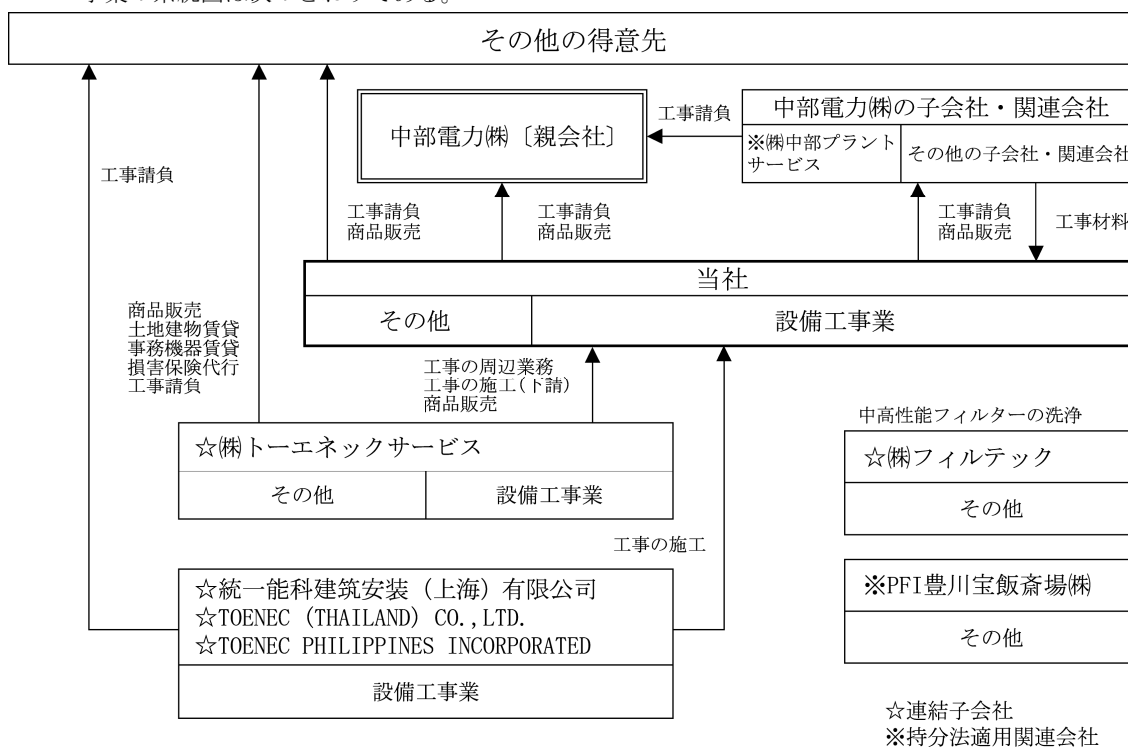 その他の得意先
中部電力㈱〔親会社〕
工事請負
中部電力㈱の子会社・関連会社
※㈱中部プラント
サービス
その他の子会社・関連会社
工事請負
工事請負
商品販売
工事請負
商品販売
工事請負
商品販売
工事材料
当社
その他
設備工事業
商品販売
土地建物賃貸
事務機器賃貸
損害保険代行
工事請負
工事の周辺業務
工事の施工(下請)
商品販売
☆㈱トーエネックサービス
その他
設備工事業
中高性能フィルターの洗浄
☆㈱フィルテック
その他
工事の施工
☆統一能科建筑安装（上海）有限公司
☆TOENEC (THAILAND) CO.,LTD.
☆TOENEC PHILIPPINES INCORPORATED
設備工事業
※PFI豊川宝飯斎場㈱
その他
☆連結子会社
※持分法適用関連会社